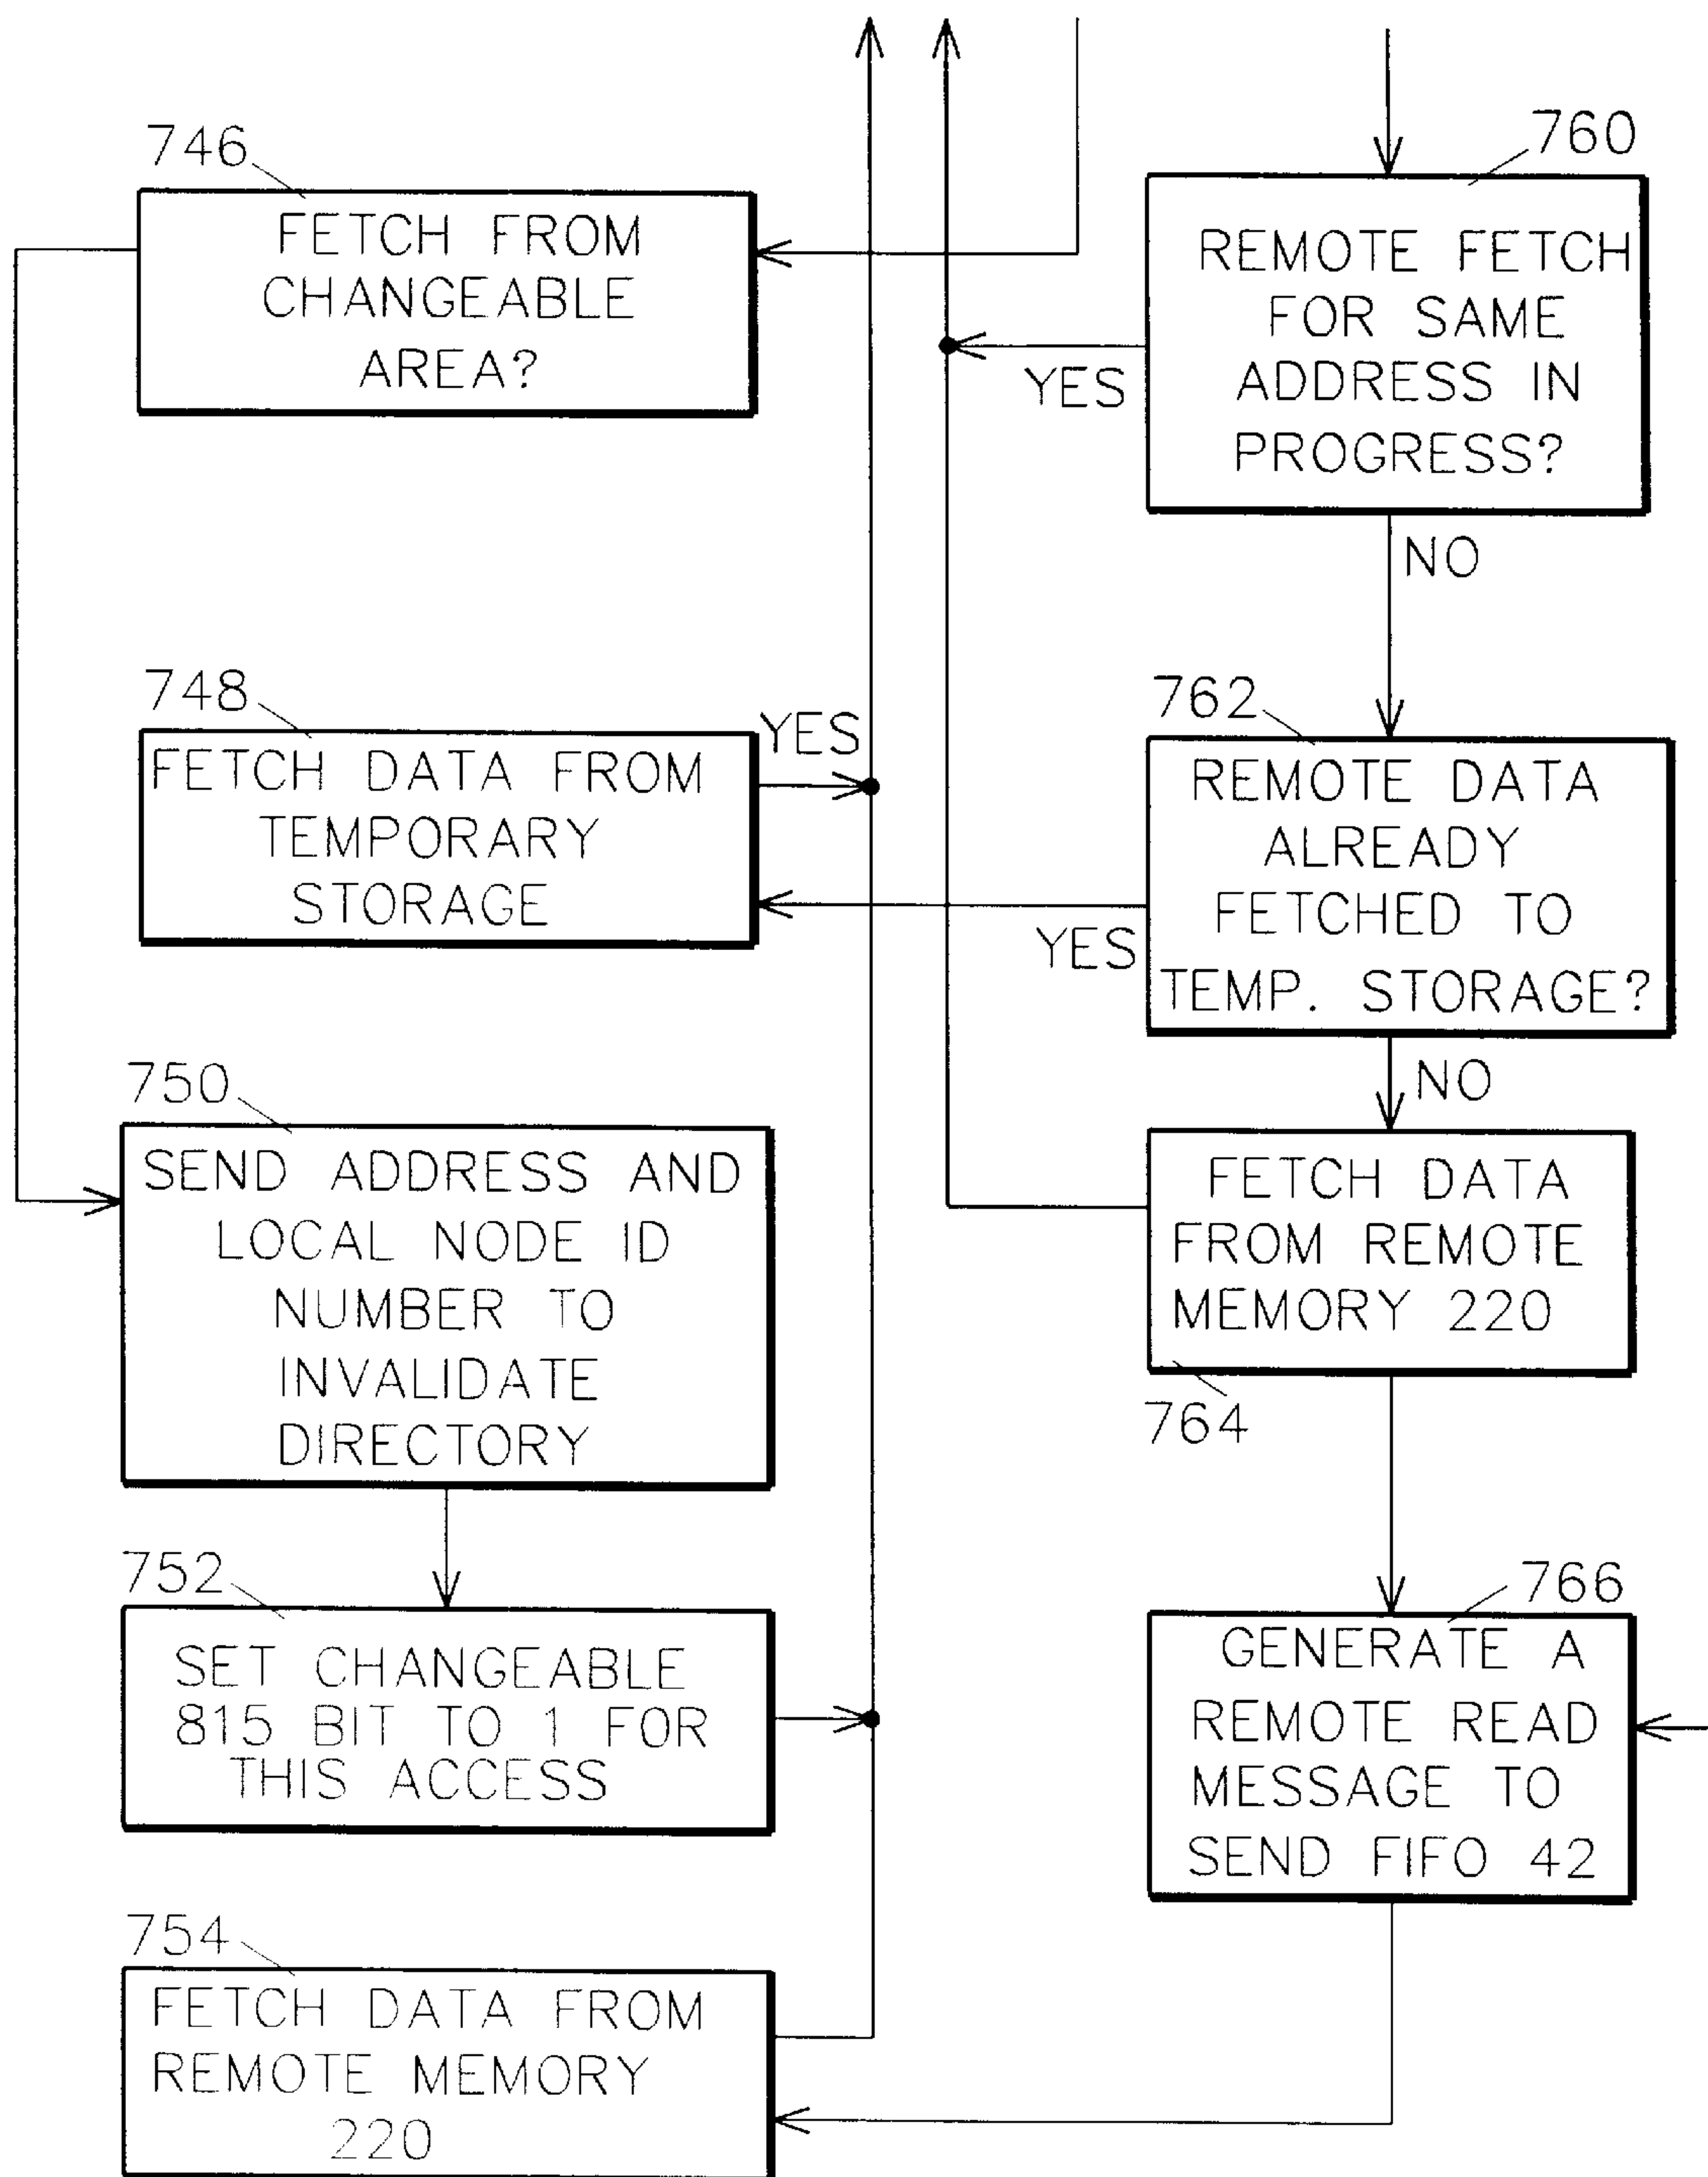 746
FETCH FROM
CHANGEABLE
AREA?
760
REMOTE FETCH
FOR SAME
ADDRESS IN
PROGRESS?
YES
NO
748
FETCH DATA FROM
TEMPORARY
STORAGE
YES
762
REMOTE DATA
ALREADY
FETCHED TO
TEMP. STORAGE?
YES
NO
750
SEND ADDRESS AND
LOCAL NODE ID
NUMBER TO
INVALIDATE
DIRECTORY
FETCH DATA
FROM REMOTE
MEMORY 220
764
752
SET CHANGEABLE
815 BIT TO 1 FOR
THIS ACCESS
766
GENERATE A
REMOTE READ
MESSAGE TO
SEND FIFO 42
754
FETCH DATA FROM
REMOTE MEMORY
220